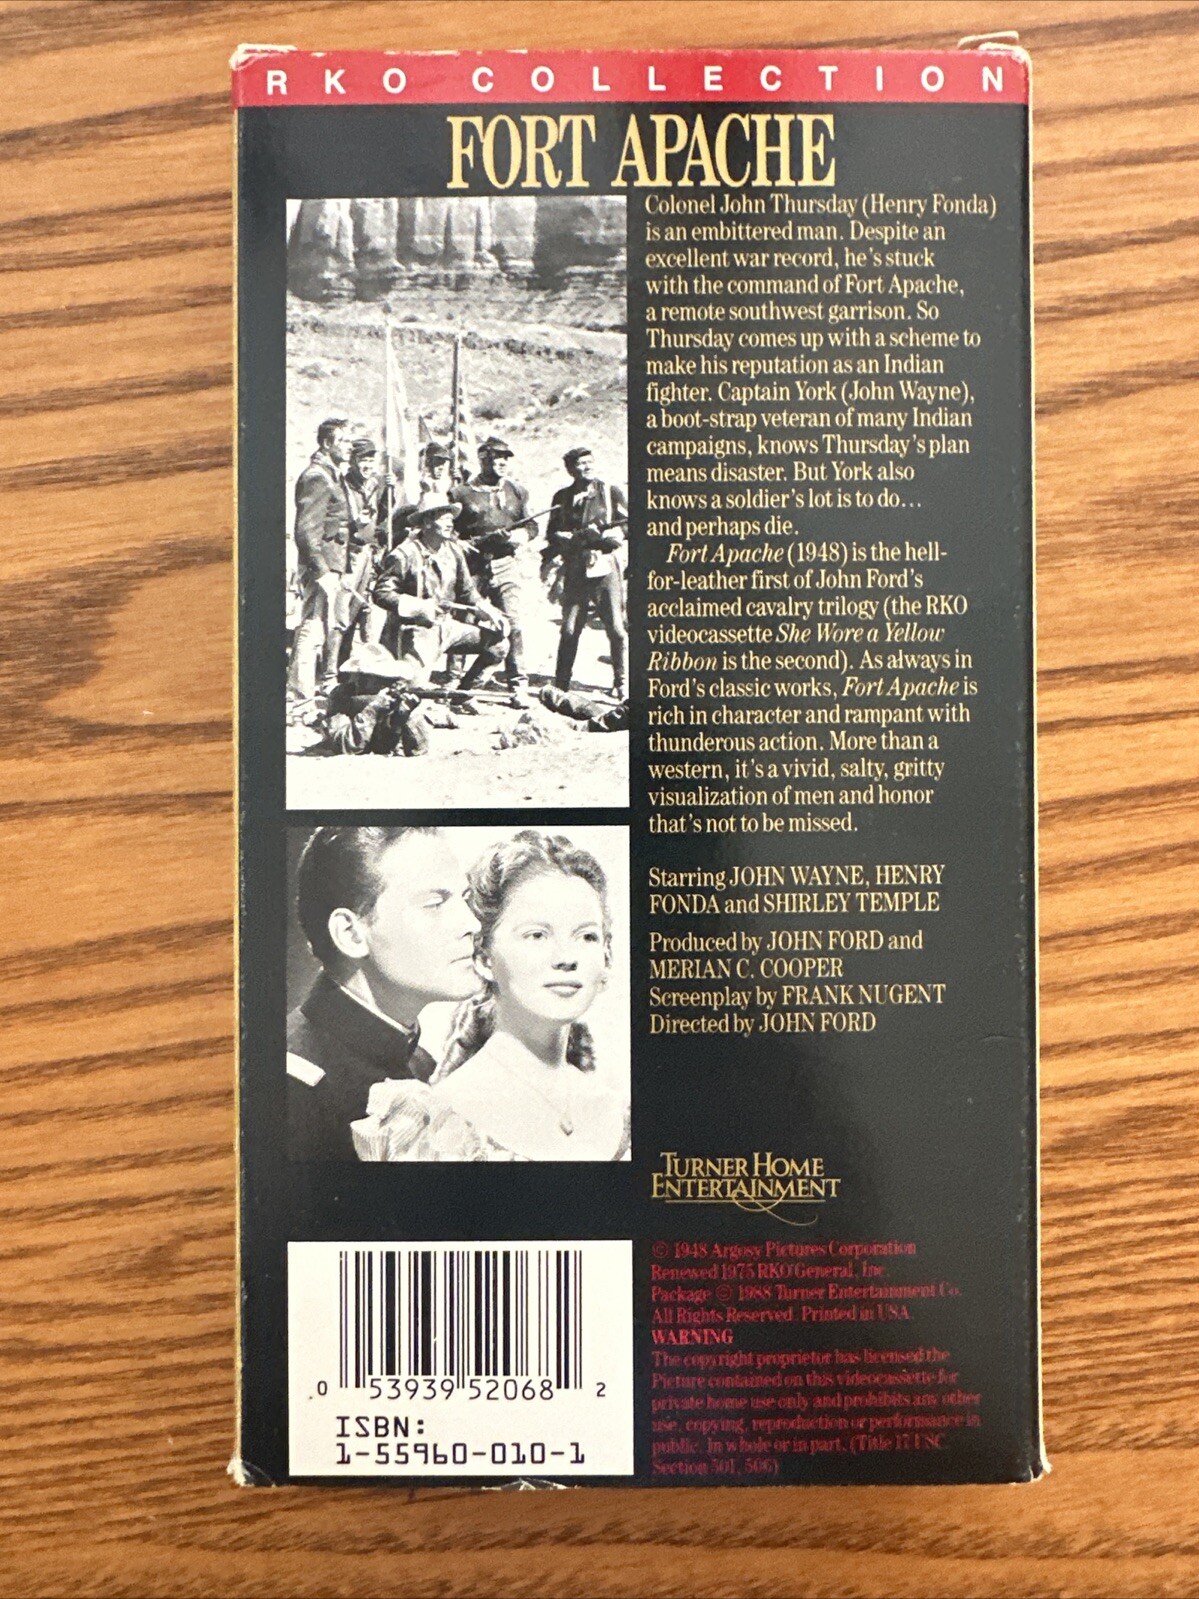 RKO COLLECTION
FORT APACHE
Colonel John Thursday (Henry Fonda)
is an embittered man. Despite an
excellent war record, he's stuck
with the command of Fort Apache,
a remote southwest garrison. So
Thursday comes up with a scheme to
make his reputation as an Indian
fighter. Captain York (John Wayne),
a boot-strap veteran of many Indian
campaigns, knows Thursday's plan
means disaster. But York also
knows a soldier's lot is to do...
and perhaps die.
Fort Apache (1948) is the hell-
for-leather first of John Ford's
acclaimed cavalry trilogy (the RKO
videocassette She Wore a Yellow
Ribbon is the second). As always in
Ford's classic works, Fort Apache is
rich in character and rampant with
thunderous action. More than a
western, it's a vivid, salty, gritty
visualization of men and honor
that's not to be missed.
Starring JOHN WAYNE, HENRY
FONDA and SHIRLEY TEMPLE
Produced by JOHN FORD and
MERIAN C. COOPER
Screenplay by FRANK NUGENT
Directed by JOHN FORD
TURNER HOME
ENTERTAINMENT
© 1948 Argosy Pictures Corporation
Renewed 1975 RKO General, Inc.
Package © 1988 Turner Entertainment Co.
All Rights Reserved. Printed in USA.
WARNING
The copyright proprietor has licensed the
Picture contained on this videocassette for
private home use only and prohibits any other
use, copying, reproduction or performance in
public. In whole or in part. (Title 17 USC
Section 501, 506)
0 53939 52068 2
ISBN:
1-55960-010-1